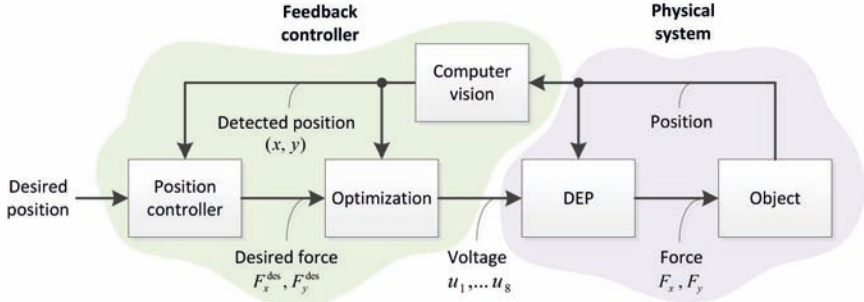 Feedback
controller
Physical
system
Computer
vision
Detected position
(x, y)
Position
Desired
position
Position
controller
Optimization
DEP
Object
Desired force
F_x^des, F_y^des
Voltage
u_1,... u_8
Force
F_x, F_y